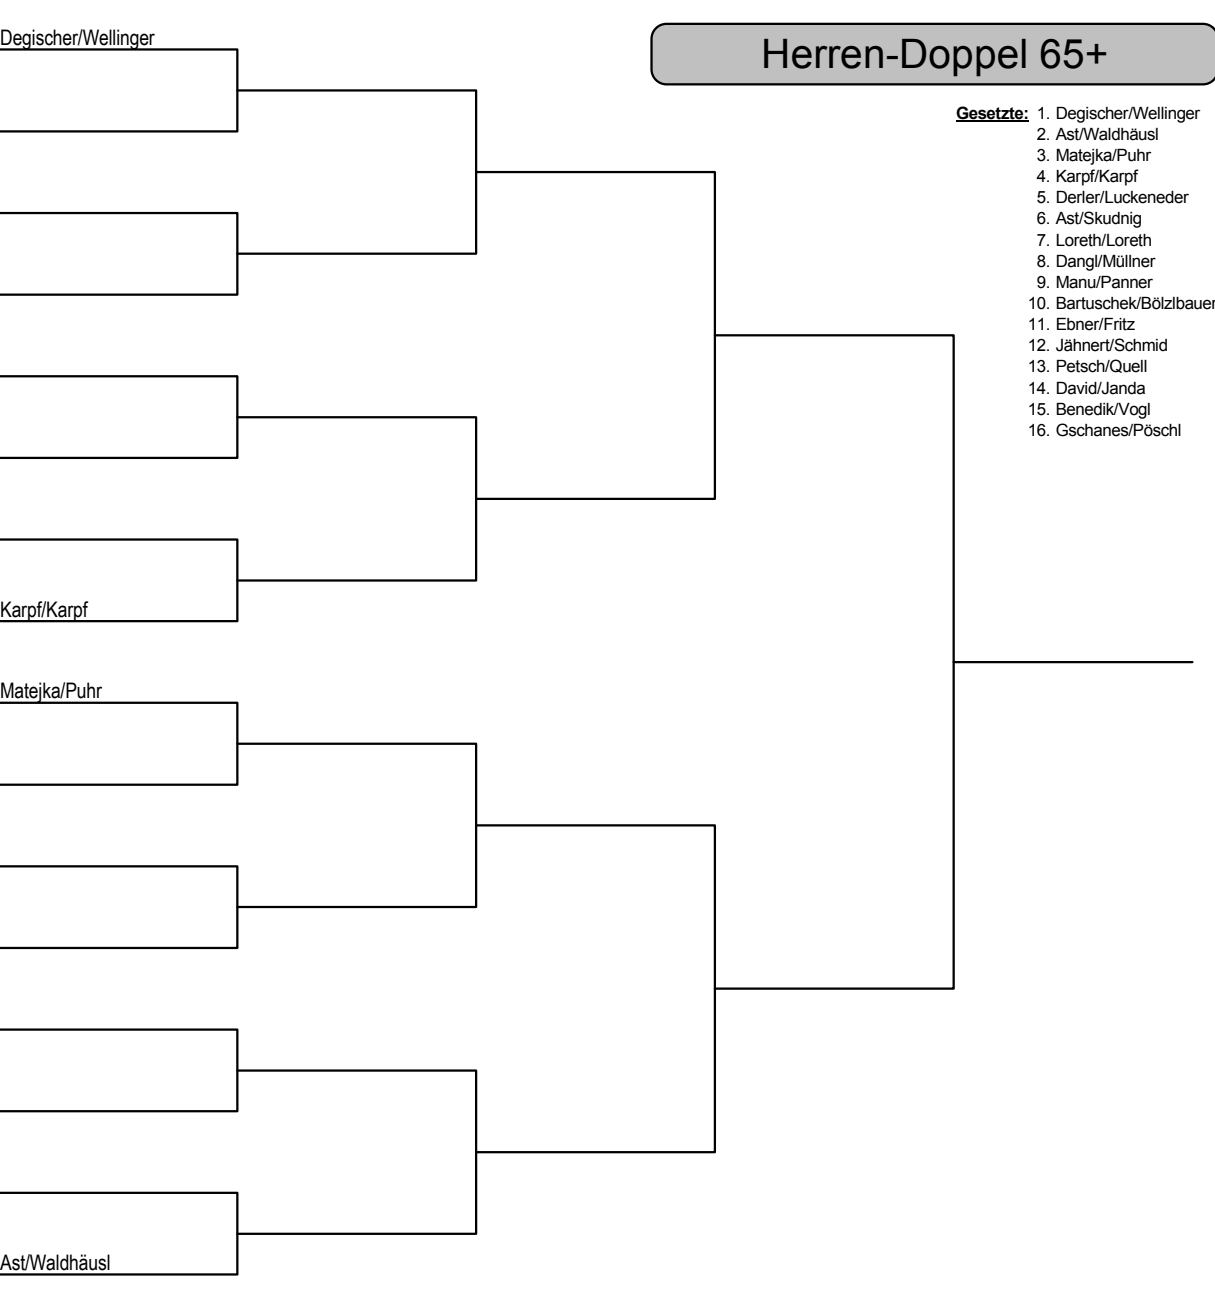 Degischer/Wellinger
Herren-Doppel 65+
Gesetzte: 1. Degischer/Wellinger
2. Ast/Waldhäusl
3. Matejka/Puhr
4. Karpf/Karpf
5. Derler/Luckeneder
6. Ast/Skudnig
7. Loreth/Loreth
8. Dangl/Müllner
9. Manu/Panner
10. Bartuschek/Bölzlbauer
11. Ebner/Fritz
12. Jähnert/Schmid
13. Petsch/Quell
14. David/Janda
15. Benedik/Vogl
16. Gschanes/Pöschl
Karpf/Karpf
Matejka/Puhr
Ast/Waldhäusl